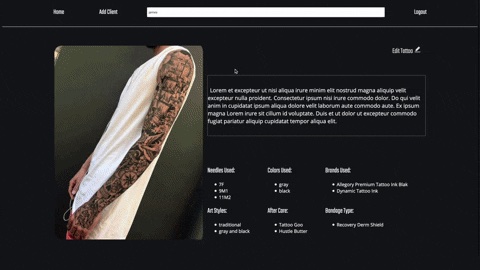 Home
Add Client
Logout
Edit Tattoo
Lorem et excepteur ut nisi aliqua irure minim elit nostrud magna aliquip velit
excepteur nulla proident. Consectetur ipsum nisi irure commodo dolor. Do qui velit
anim in cupidatat ipsum aliqua dolor velit laborum aute commodo aute. Ex ipsum
magna Lorem irure sit cillum id voluptate. Duis et ut dolor ut excepteur commodo
fugiat pariatur aliquip cupidatat tempor aliqua elit.
Needles Used:
7F
9M1
11M2
Colors Used:
gray
black
Brands Used:
Allegory Premium Tattoo Ink Blak
Dynamic Tattoo Ink
Art Styles:
traditional
gray and black
After Care:
Tattoo Goo
Hustle Butter
Bandage Type:
Recovery Derm Shield